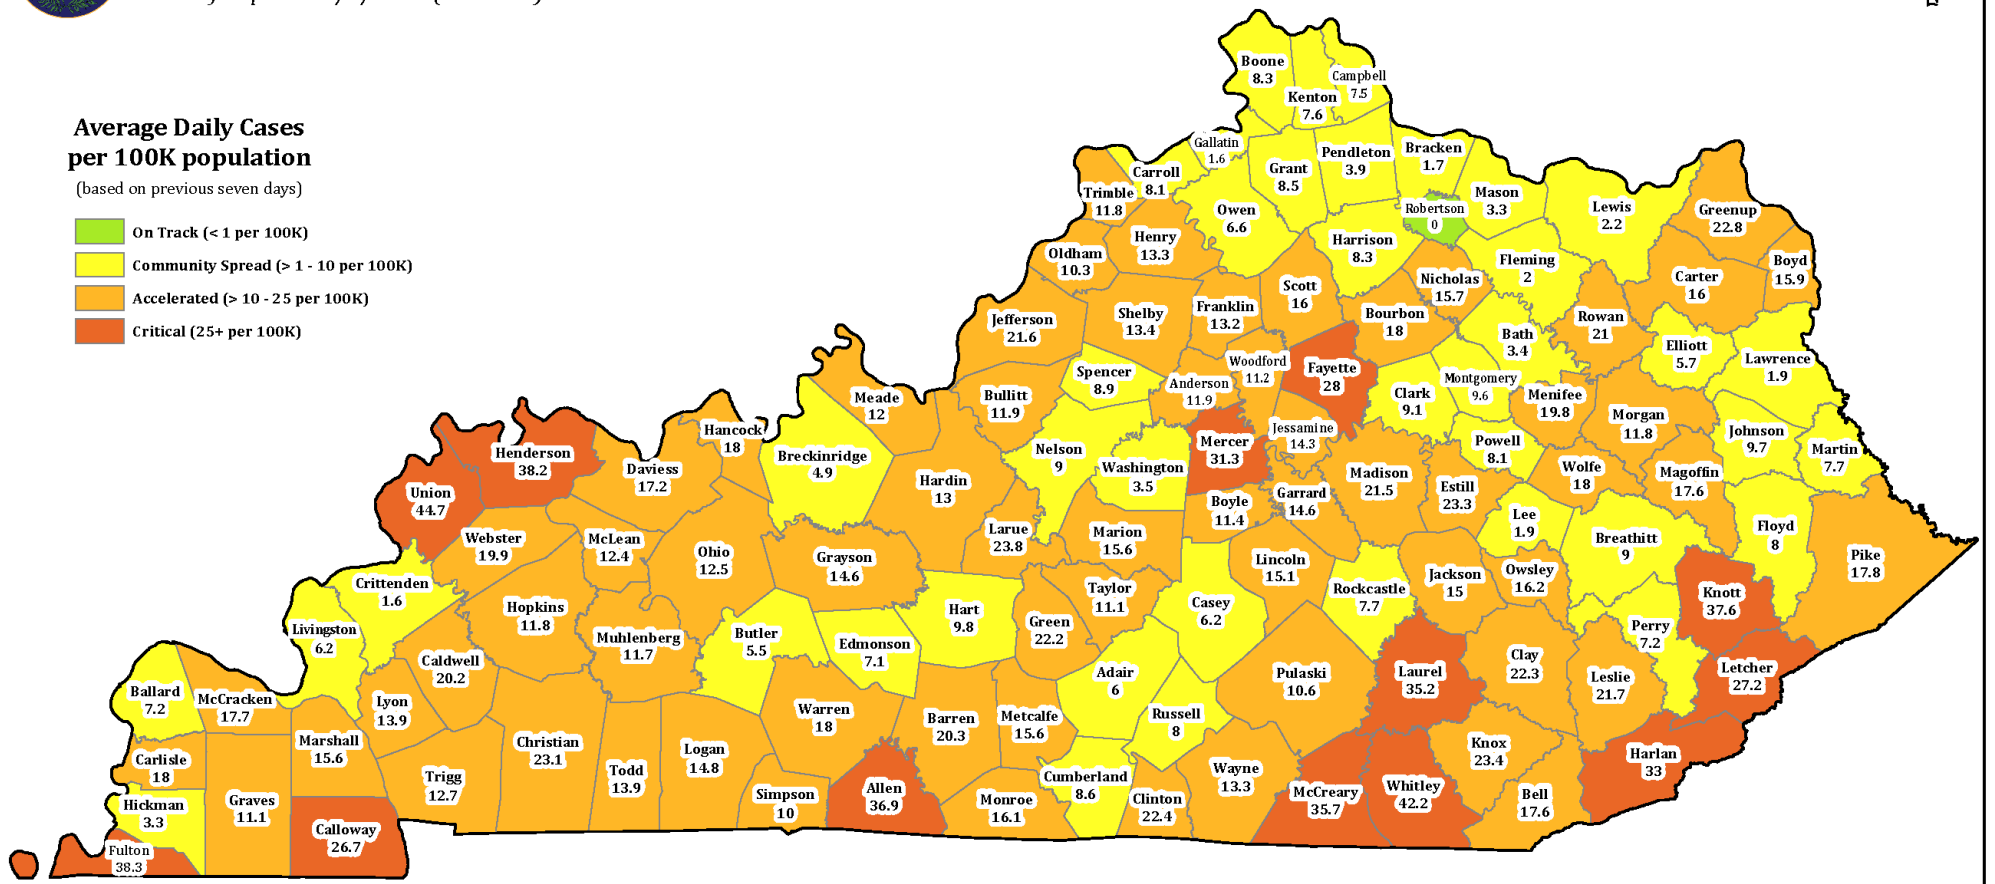 Average Daily Cases
per 100K population
(based on previous seven days)
On Track (< 1 per 100K)
Community Spread (> 1 - 10 per 100K)
Accelerated (> 10 - 25 per 100K)
Critical (25+ per 100K)
Boone
8.3
Kenton
7.6
Campbell
7.5
Gallatin
1.6
Carroll
8.1
Trimble
11.8
Grant
8.5
Pendleton
3.9
Bracken
1.7
Mason
3.3
Robertson
0
Lewis
2.2
Greenup
22.8
Boyd
15.9
Carter
16
Owen
6.6
Henry
13.3
Oldham
10.3
Harrison
8.3
Nicholas
15.7
Fleming
2
Rowan
21
Elliott
5.7
Lawrence
1.9
Jefferson
21.6
Shelby
13.4
Franklin
13.2
Scott
16
Bourbon
18
Bath
3.4
Montgomery
9.6
Menifee
19.8
Morgan
11.8
Johnson
9.7
Martin
7.7
Meade
12
Bullitt
11.9
Spencer
8.9
Anderson
11.9
Woodford
11.2
Fayette
28
Clark
9.1
Powell
8.1
Wolfe
18
Magoffin
17.6
Floyd
8
Pike
17.8
Union
44.7
Henderson
38.2
Daviess
17.2
Hancock
18
Breckinridge
4.9
Hardin
13
Nelson
9
Washington
3.5
Mercer
31.3
Jessamine
14.3
Madison
21.5
Estill
23.3
Lee
1.9
Breathitt
9
Knott
37.6
Webster
19.9
McLean
12.4
Ohio
12.5
Grayson
14.6
Larue
23.8
Marion
15.6
Boyle
11.4
Garrard
14.6
Lincoln
15.1
Rockcastle
7.7
Jackson
15
Owsley
16.2
Perry
7.2
Letcher
27.2
Crittenden
1.6
Livingston
6.2
Hopkins
11.8
Muhlenberg
11.7
Butler
5.5
Edmonson
7.1
Hart
9.8
Green
22.2
Taylor
11.1
Casey
6.2
Pulaski
10.6
Laurel
35.2
Clay
22.3
Leslie
21.7
Harlan
33
Ballard
7.2
McCracken
17.7
Lyon
13.9
Caldwell
20.2
Christian
23.1
Todd
13.9
Logan
14.8
Warren
18
Barren
20.3
Metcalfe
15.6
Adair
6
Russell
8
Wayne
13.3
McCreary
35.7
Whitley
42.2
Knox
23.4
Bell
17.6
Carlisle
18
Hickman
3.3
Fulton
38.3
Graves
11.1
Marshall
15.6
Calloway
26.7
Trigg
12.7
Simpson
10
Allen
36.9
Monroe
16.1
Cumberland
8.6
Clinton
22.4